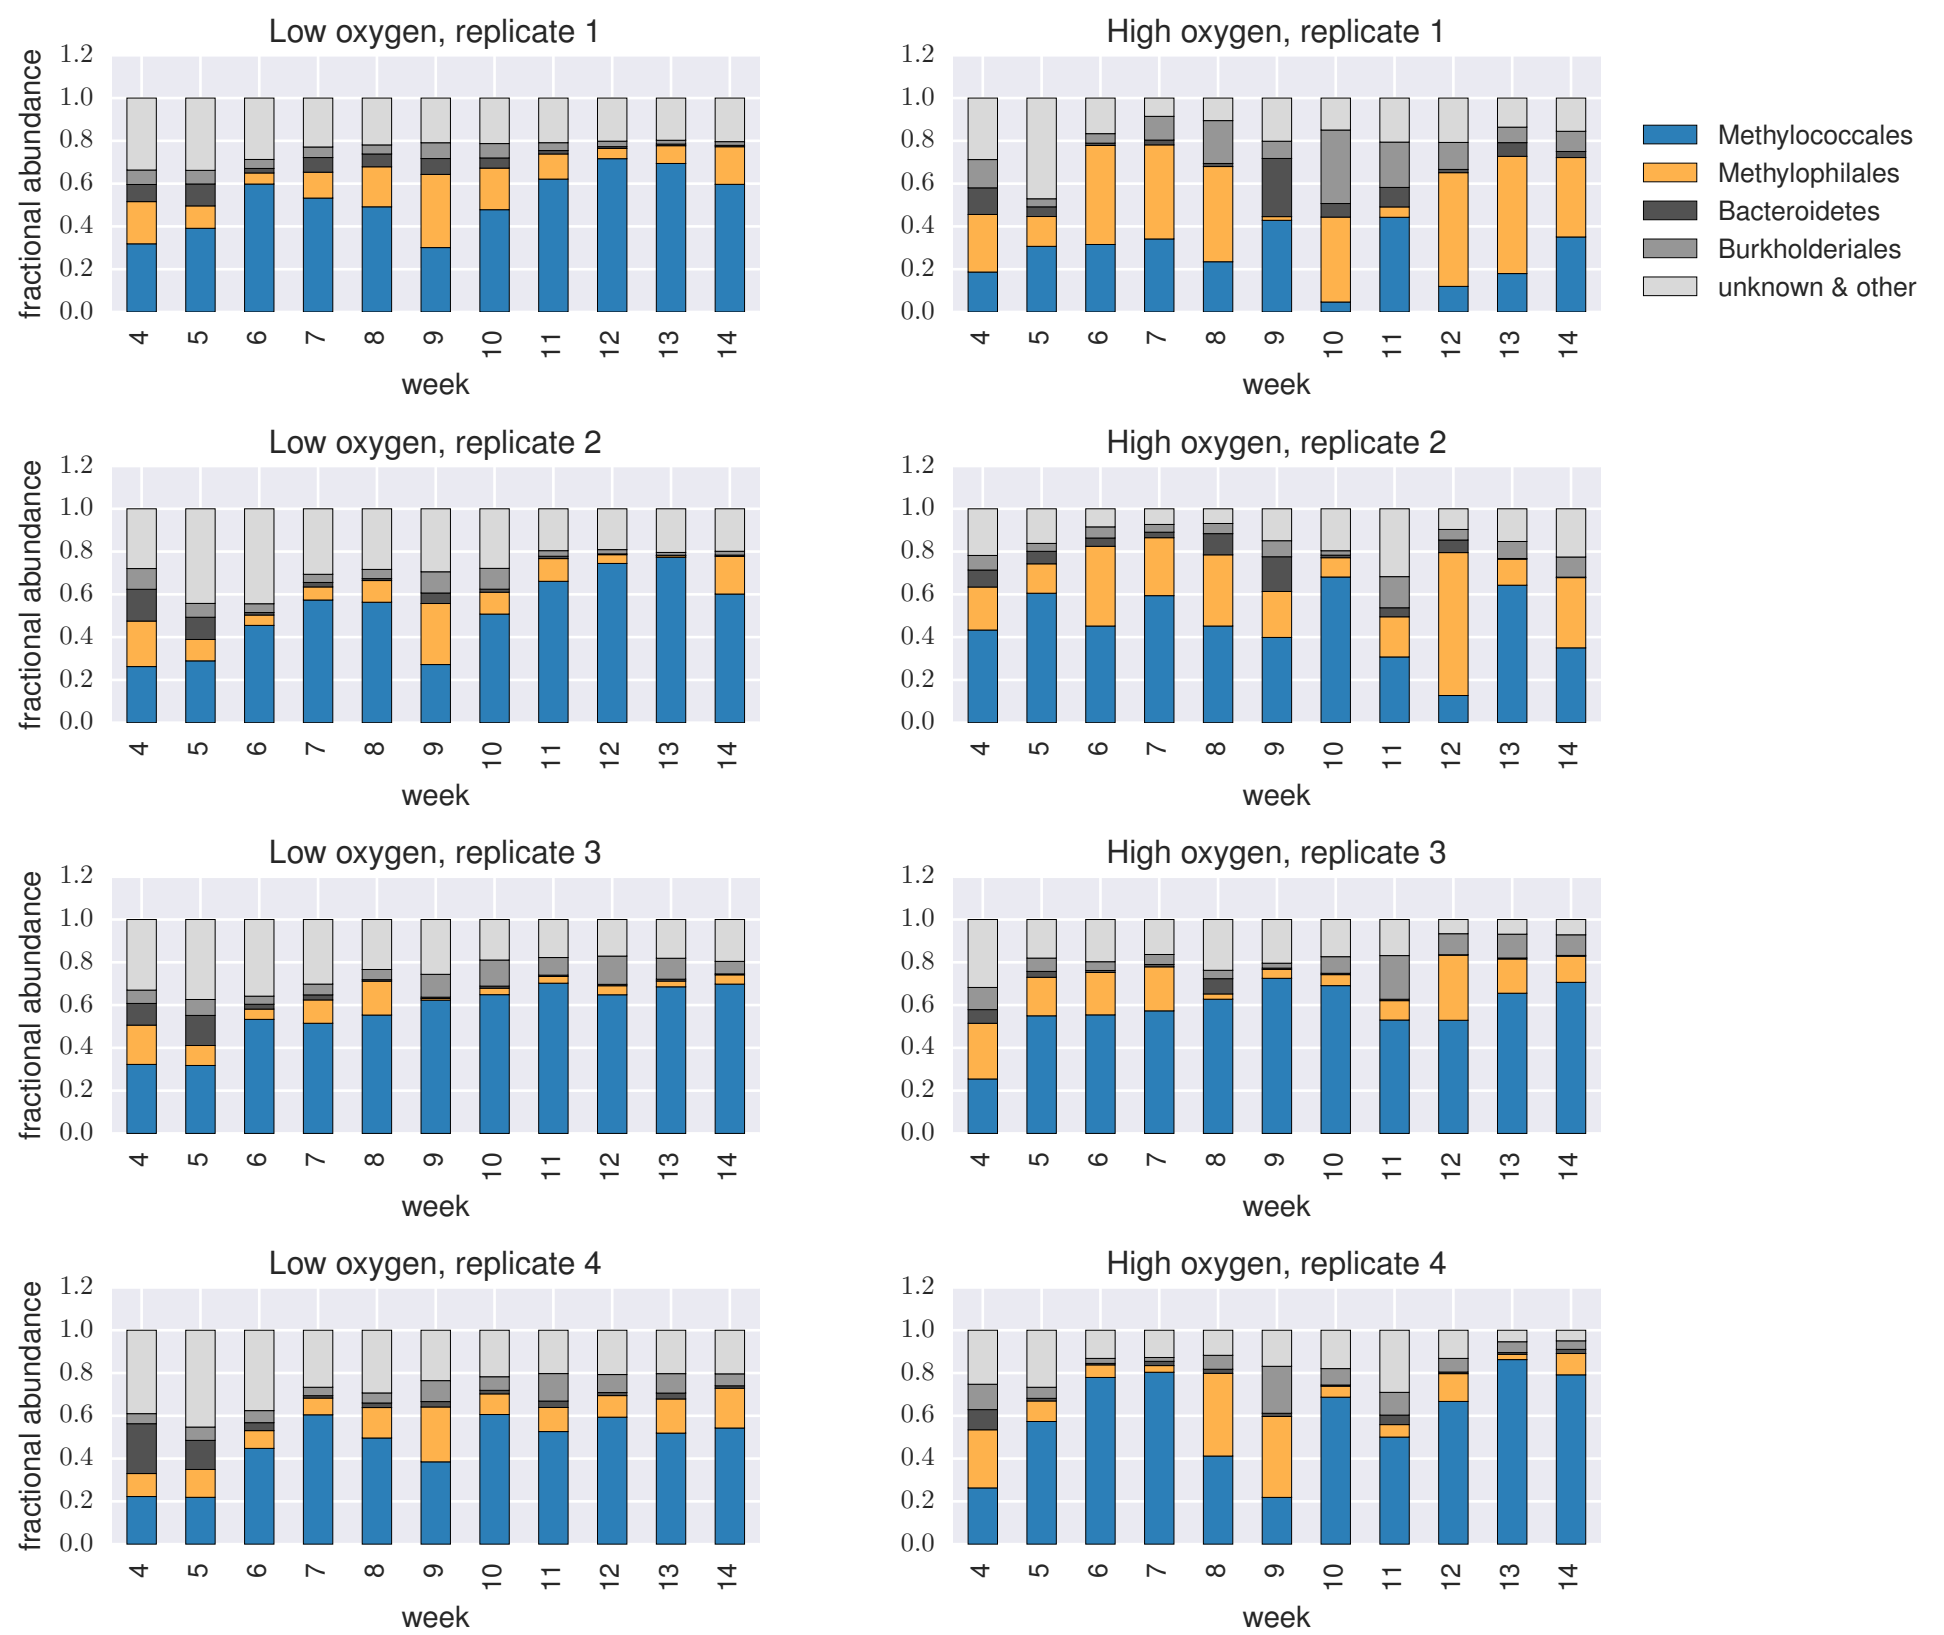 Low oxygen, replicate 1
fractional abundance
1.2
1.0
0.8
0.6
0.4
0.2
0.0
4 5 6 7 8 9 10 11 12 13 14
week
High oxygen, replicate 1
1.2
1.0
0.8
0.6
0.4
0.2
0.0
4 5 6 7 8 9 10 11 12 13 14
week
Methylococcales
Methylophilales
Bacteroidetes
Burkholderiales
unknown & other
Low oxygen, replicate 2
fractional abundance
1.2
1.0
0.8
0.6
0.4
0.2
0.0
4 5 6 7 8 9 10 11 12 13 14
week
High oxygen, replicate 2
1.2
1.0
0.8
0.6
0.4
0.2
0.0
4 5 6 7 8 9 10 11 12 13 14
week
Low oxygen, replicate 3
fractional abundance
1.2
1.0
0.8
0.6
0.4
0.2
0.0
4 5 6 7 8 9 10 11 12 13 14
week
High oxygen, replicate 3
1.2
1.0
0.8
0.6
0.4
0.2
0.0
4 5 6 7 8 9 10 11 12 13 14
week
Low oxygen, replicate 4
fractional abundance
1.2
1.0
0.8
0.6
0.4
0.2
0.0
4 5 6 7 8 9 10 11 12 13 14
week
High oxygen, replicate 4
1.2
1.0
0.8
0.6
0.4
0.2
0.0
4 5 6 7 8 9 10 11 12 13 14
week